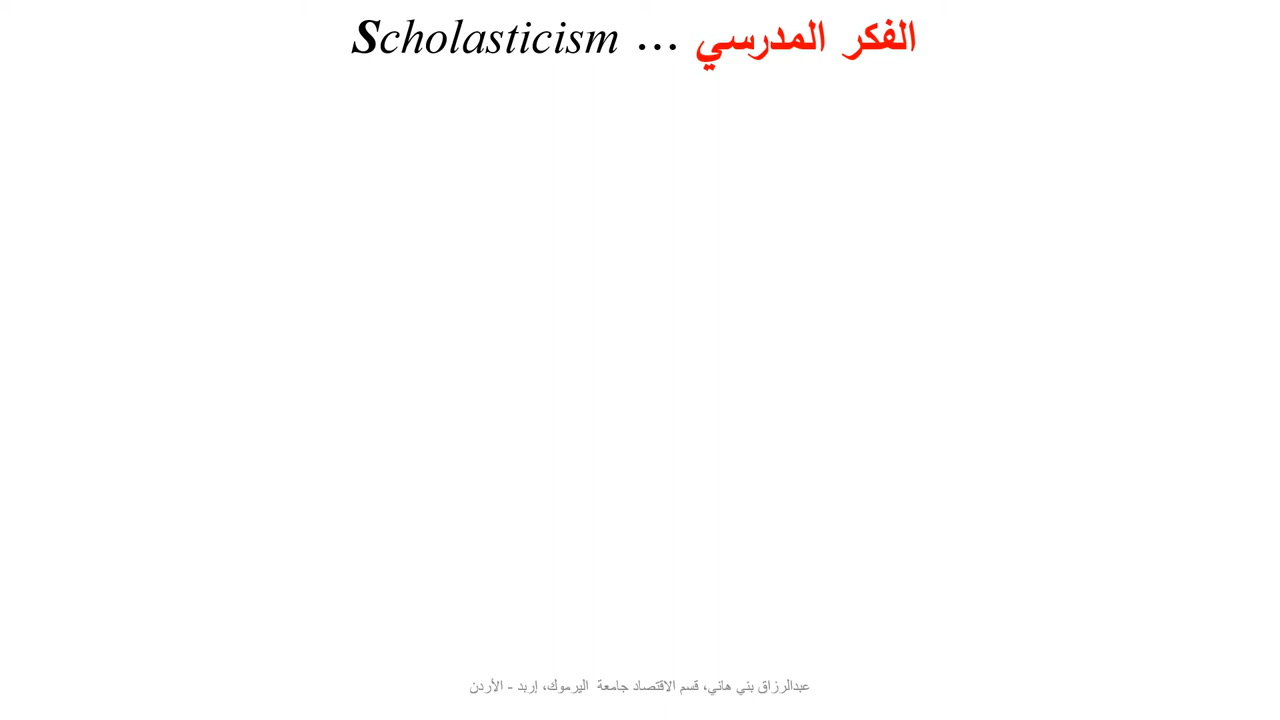 الفكر المدرسي ... Scholasticism
عبدالرزاق بني هاني، قسم الاقتصاد جامعة اليرموك، إربد - الأردن